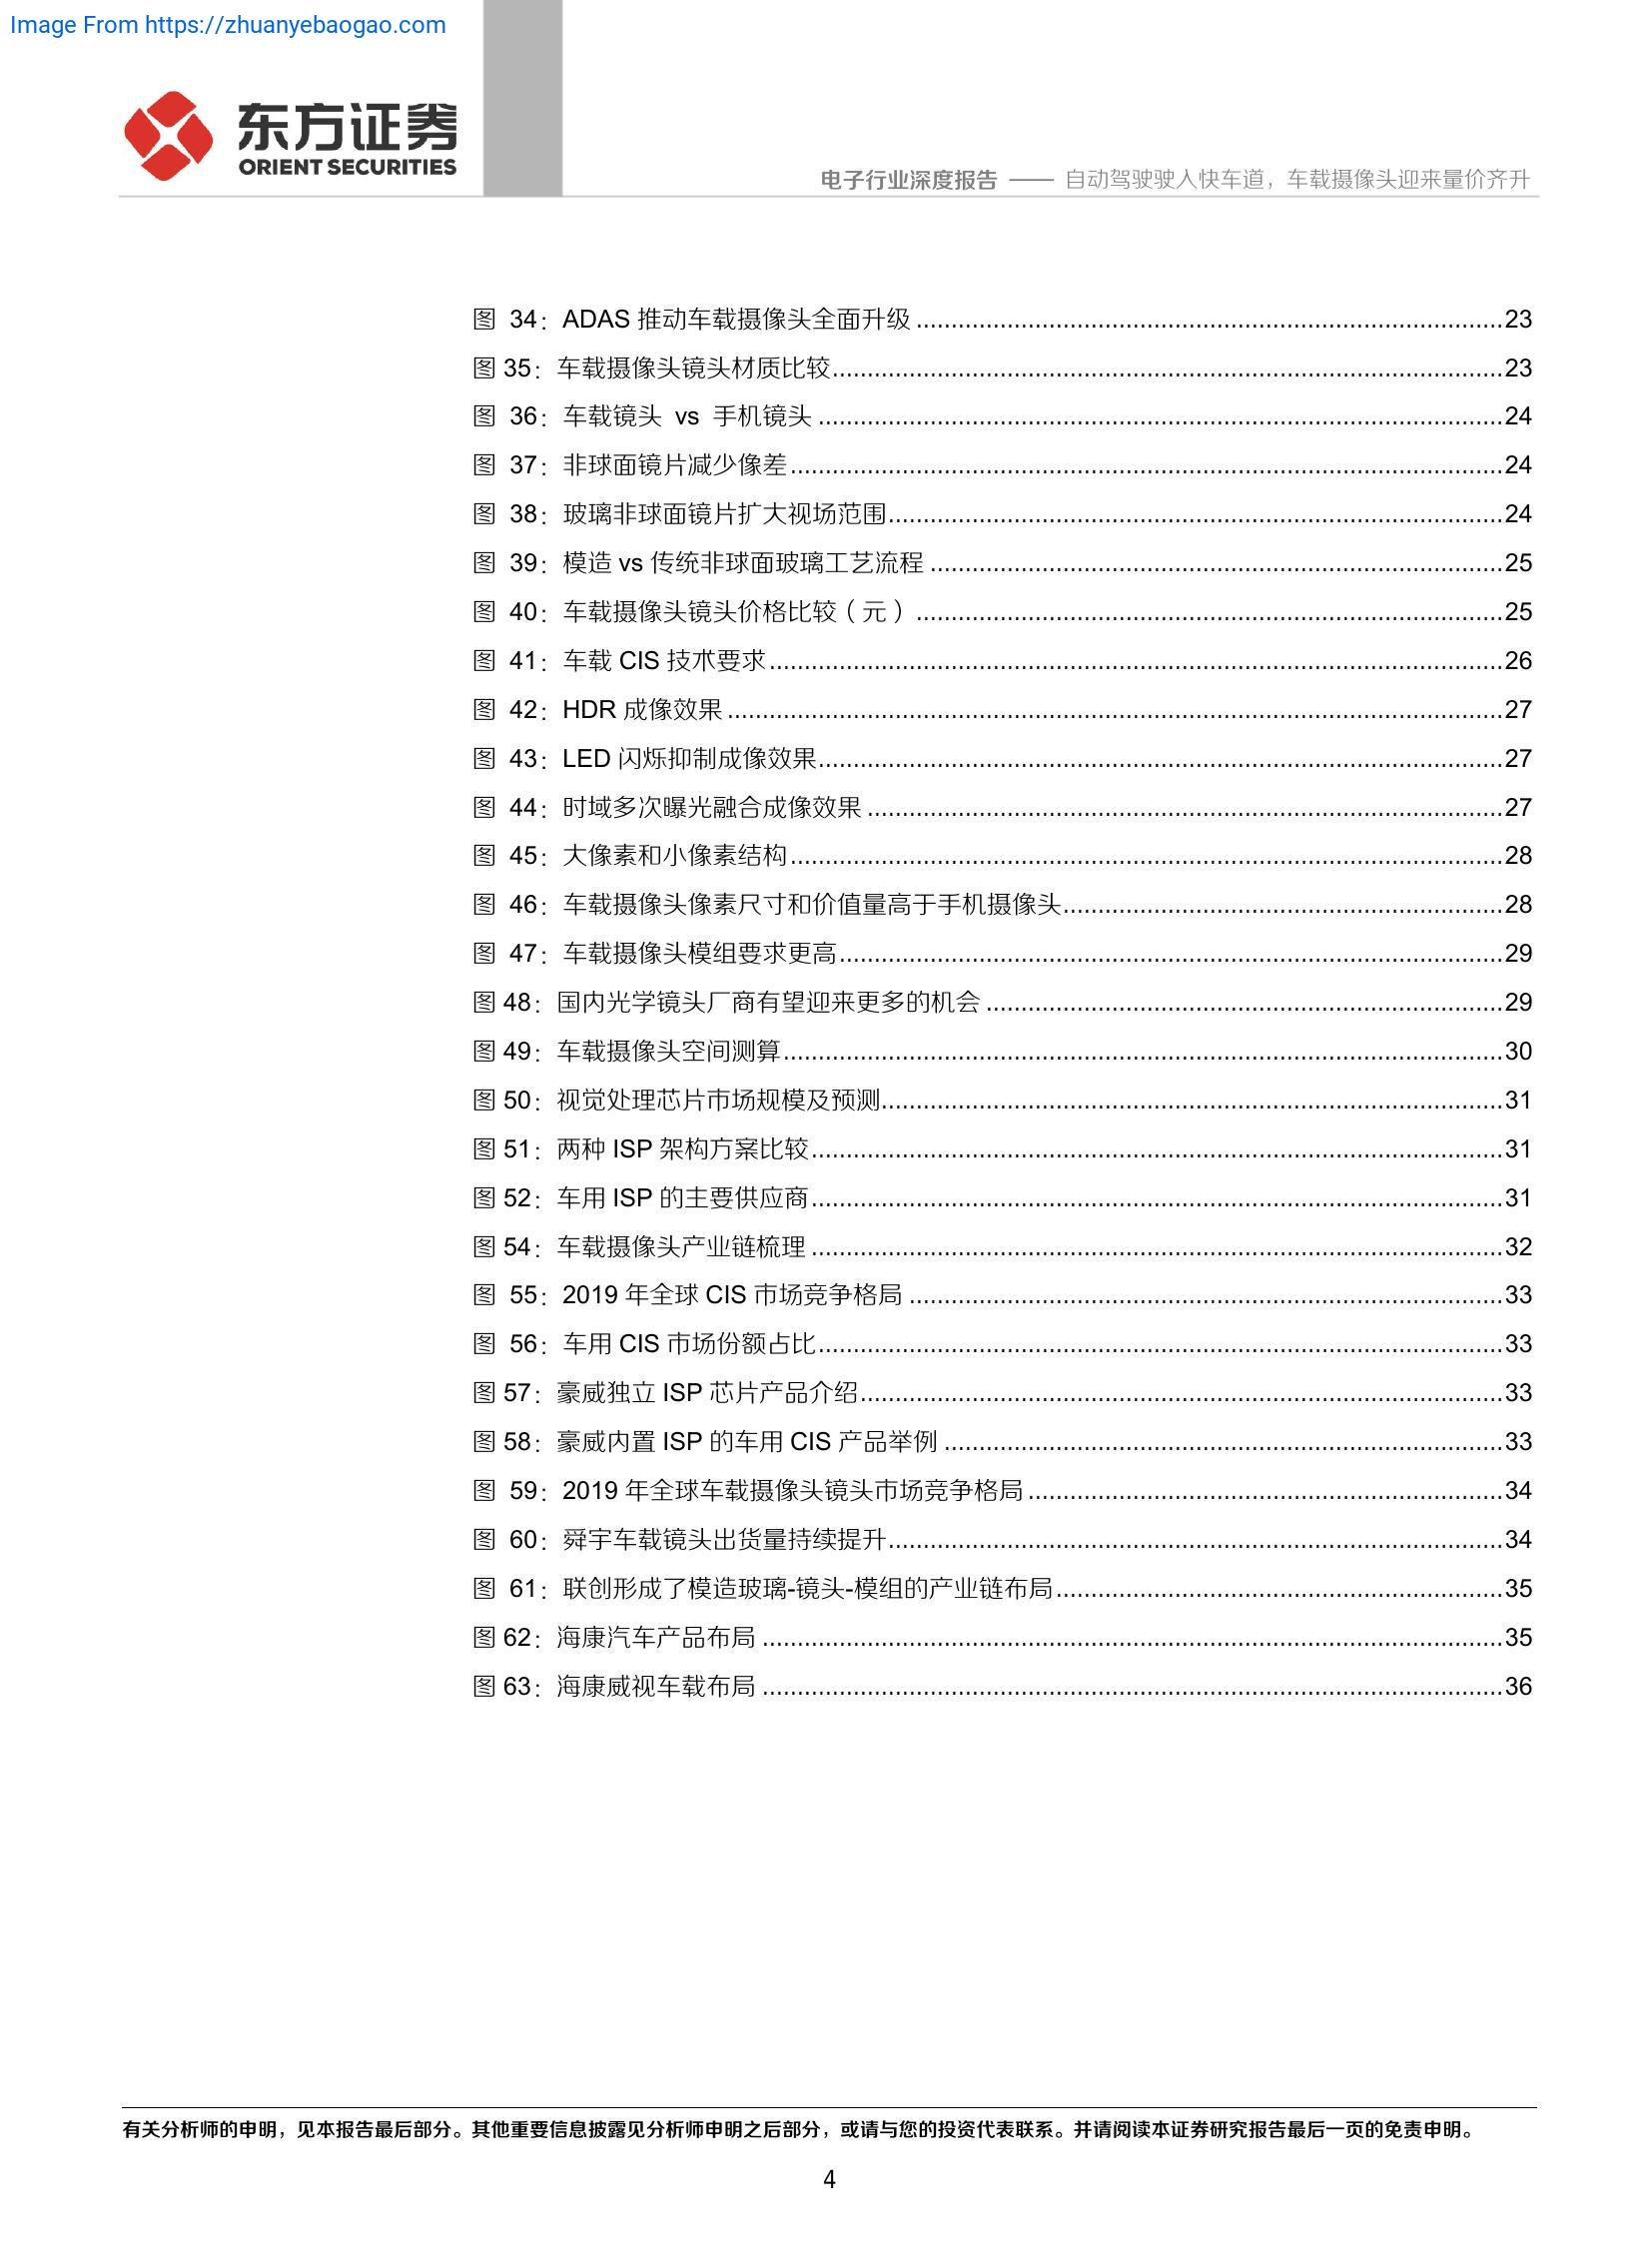 Image From https://zhuanyebaogao.com
东方证券
ORIENT SECURITIES
电子行业深度报告 —— 自动驾驶驶入快车道，车载摄像头迎来量价齐升
图 34：ADAS 推动车载摄像头全面升级 ........ 23
图 35：车载摄像头镜头材质比较 ........ 23
图 36：车载镜头 vs 手机镜头 ........ 24
图 37：非球面镜片减少像差 ........ 24
图 38：玻璃非球面镜片扩大视场范围 ........ 24
图 39：模造 vs 传统非球面玻璃工艺流程 ........ 25
图 40：车载摄像头镜头价格比较（元） ........ 25
图 41：车载 CIS 技术要求 ........ 26
图 42：HDR 成像效果 ........ 27
图 43：LED 闪烁抑制成像效果 ........ 27
图 44：时域多次曝光融合成像效果 ........ 27
图 45：大像素和小像素结构 ........ 28
图 46：车载摄像头像素尺寸和价值量高于手机摄像头 ........ 28
图 47：车载摄像头模组要求更高 ........ 29
图 48：国内光学镜头厂商有望迎来更多的机会 ........ 29
图 49：车载摄像头空间测算 ........ 30
图 50：视觉处理芯片市场规模及预测 ........ 31
图 51：两种 ISP 架构方案比较 ........ 31
图 52：车用 ISP 的主要供应商 ........ 31
图 54：车载摄像头产业链梳理 ........ 32
图 55：2019 年全球 CIS 市场竞争格局 ........ 33
图 56：车用 CIS 市场份额占比 ........ 33
图 57：豪威独立 ISP 芯片产品介绍 ........ 33
图 58：豪威内置 ISP 的车用 CIS 产品举例 ........ 33
图 59：2019 年全球车载摄像头镜头市场竞争格局 ........ 34
图 60：舜宇车载镜头出货量持续提升 ........ 34
图 61：联创形成了模造玻璃-镜头-模组的产业链布局 ........ 35
图 62：海康汽车产品布局 ........ 35
图 63：海康威视车载布局 ........ 36
有关分析师的申明，见本报告最后部分。其他重要信息披露见分析师申明之后部分，或请与您的投资代表联系。并请阅读本证券研究报告最后一页的免责申明。
4